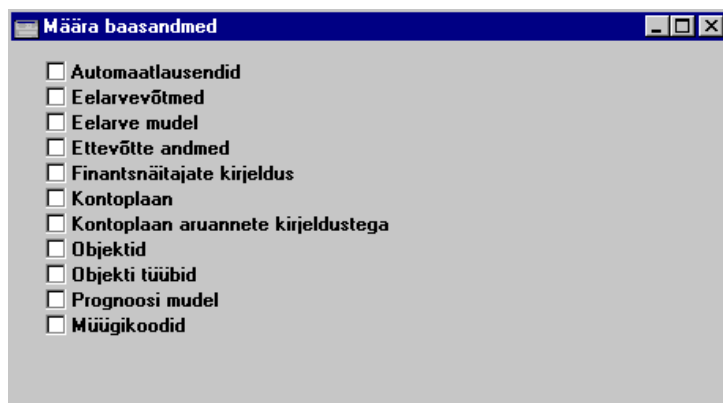 Määra baasandmed
Automaatlausendid
Eelarvevõtmed
Eelarve mudel
Ettevõtte andmed
Finantsnäitajate kirjeldus
Kontoplaan
Kontoplaan aruannete kirjeldustega
Objektid
Objekti tüübid
Prognoosi mudel
Müügikoodid